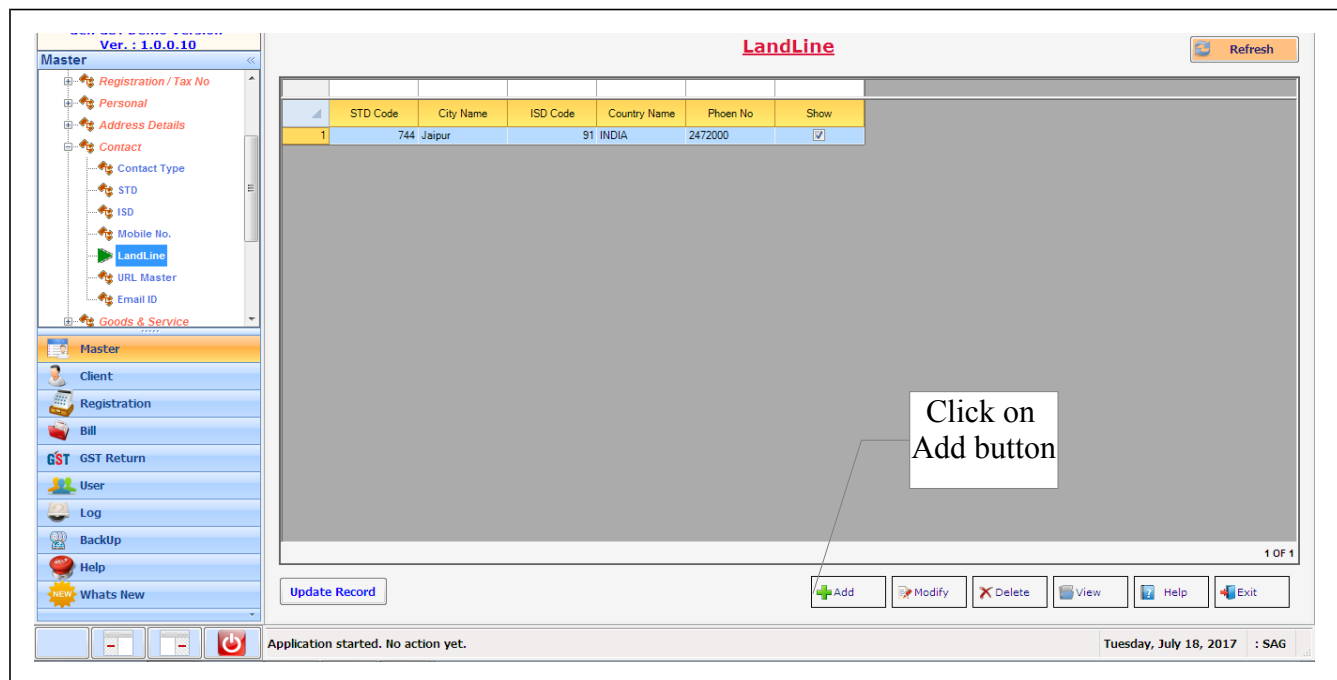 Ver. : 1.0.0.10
Master
Registration / Tax No
Personal
Address Details
Contact
Contact Type
STD
ISD
Mobile No.
LandLine
URL Master
Email ID
Goods & Service
Master
Client
Registration
Bill
GST GST Return
User
Log
BackUp
Help
NEW Whats New
LandLine
Refresh
STD Code City Name ISD Code Country Name Phoen No Show
1 744 Jaipur 91 INDIA 2472000
Click on
Add button
1 OF 1
Update Record Add Modify Delete View Help Exit
Application started. No action yet. Tuesday, July 18, 2017 : SAG